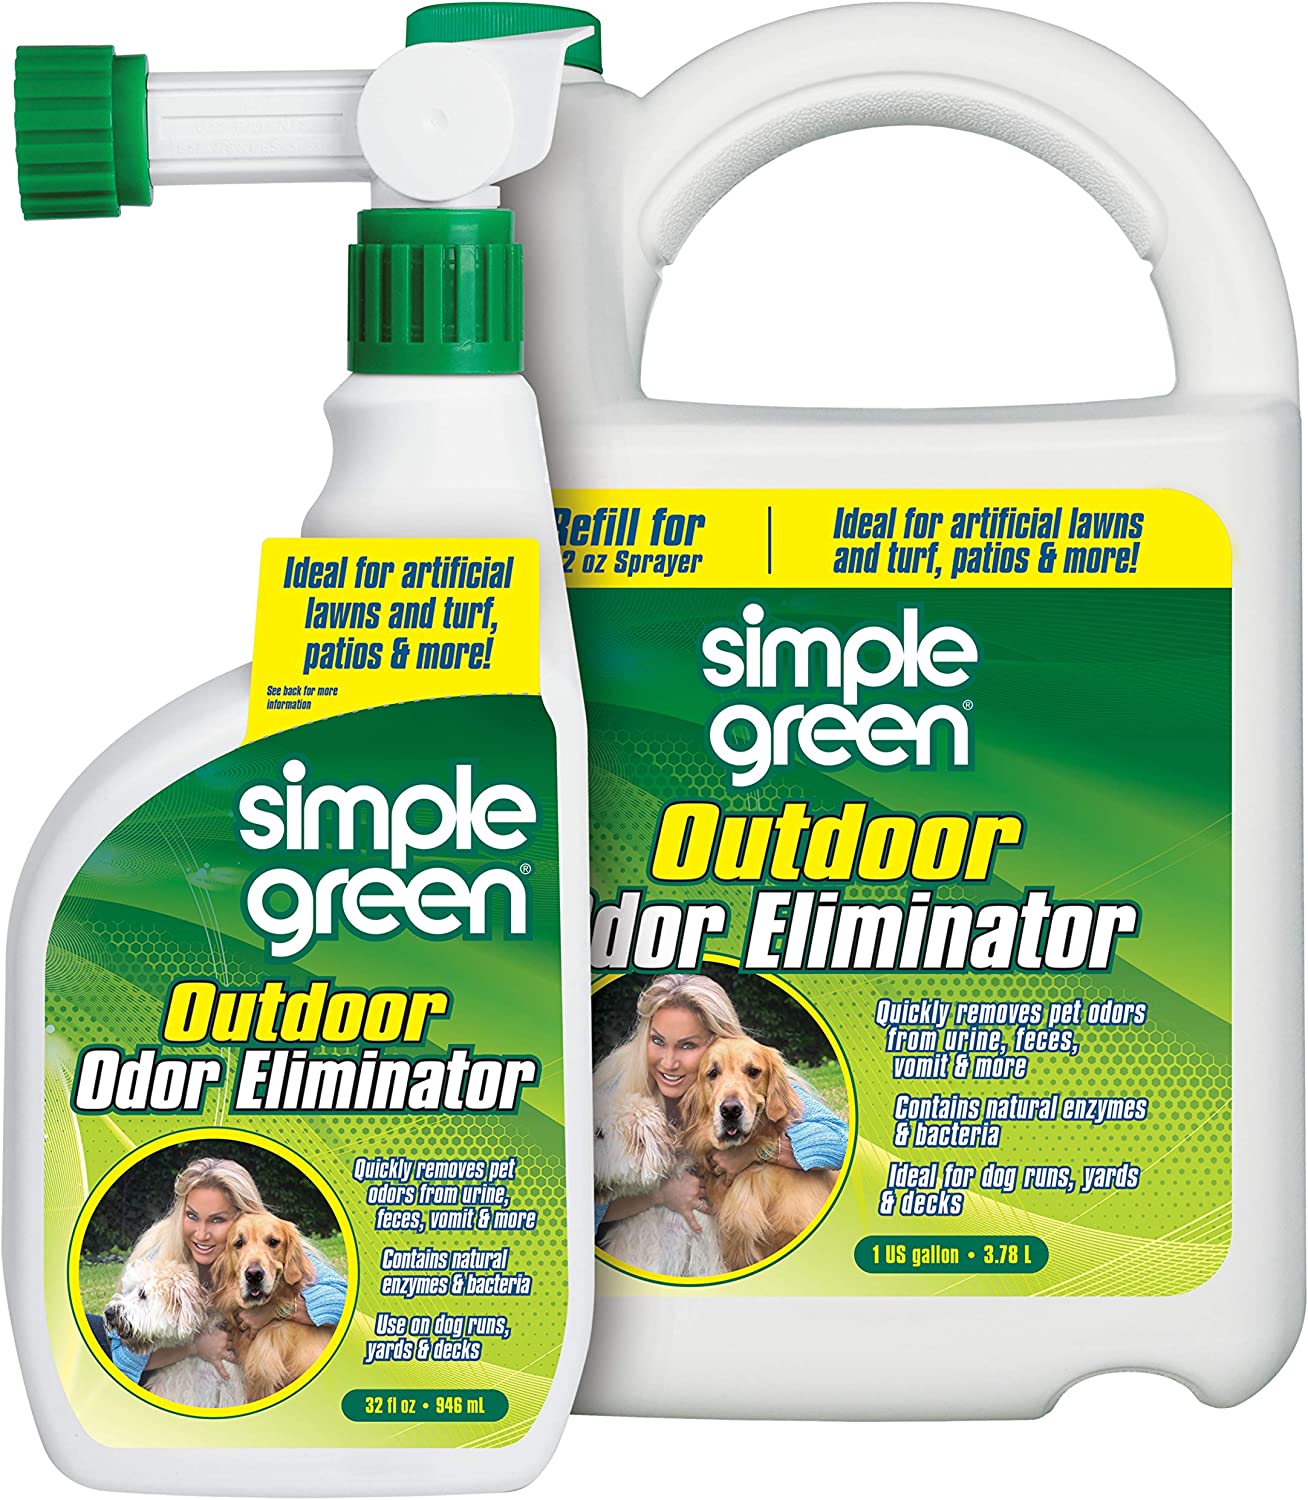 Ideal for artificial
lawns and turf,
patios & more!
See back for more
information
simple
green®
Outdoor
Odor Eliminator
Quickly removes pet
odors from urine,
feces, vomit & more
Contains natural
enzymes & bacteria
Use on dog runs,
yards & decks
32 fl oz • 946 mL
Refill for
2 oz Sprayer
Ideal for artificial lawns
and turf, patios & more!
simple
green®
Outdoor
Odor Eliminator
Quickly removes pet odors
from urine, feces,
vomit & more
Contains natural enzymes
& bacteria
Ideal for dog runs, yards
& decks
1 US gallon • 3.78 L